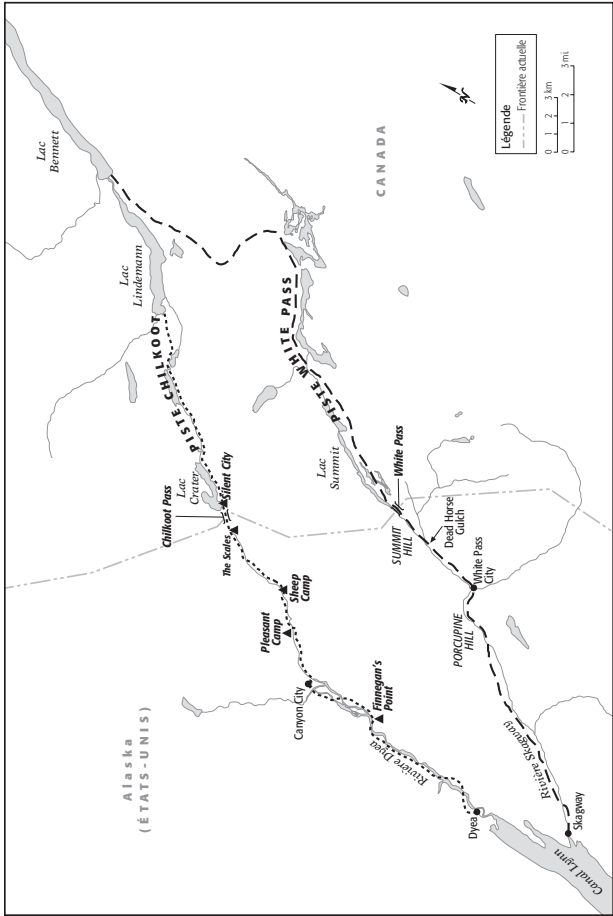 Lac
Bennett
Lac
Lindemann
PISTE CHILKOOT
Lac
Crater
Silent City
Chilkoot Pass
The Scales
Sheep
Camp
Pleasant
Camp
Canyon City
Finnegan's
Point
Rivière Dyea
Dyea
Alaska
(ÉTATS-UNIS)
CANADA
PISTE WHITE PASS
Lac
Summit
White Pass
SUMMIT
HILL
Dead Horse
Gulch
White Pass
City
PORCUPINE
HILL
Rivière Skagway
Skagway
Canal Lynn
N
Légende
Frontière actuelle
0 1 2 3 km
0 1 2 3 mi.